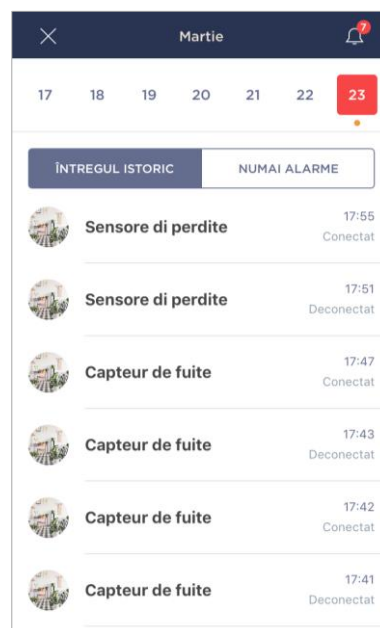 Martie
7
17 18 19 20 21 22 23
ÎNTREGUL ISTORIC NUMAI ALARME
Sensore di perdite
17:55
Conectat
Sensore di perdite
17:51
Deconectat
Capteur de fuite
17:47
Conectat
Capteur de fuite
17:43
Deconectat
Capteur de fuite
17:42
Conectat
Capteur de fuite
17:41
Deconectat